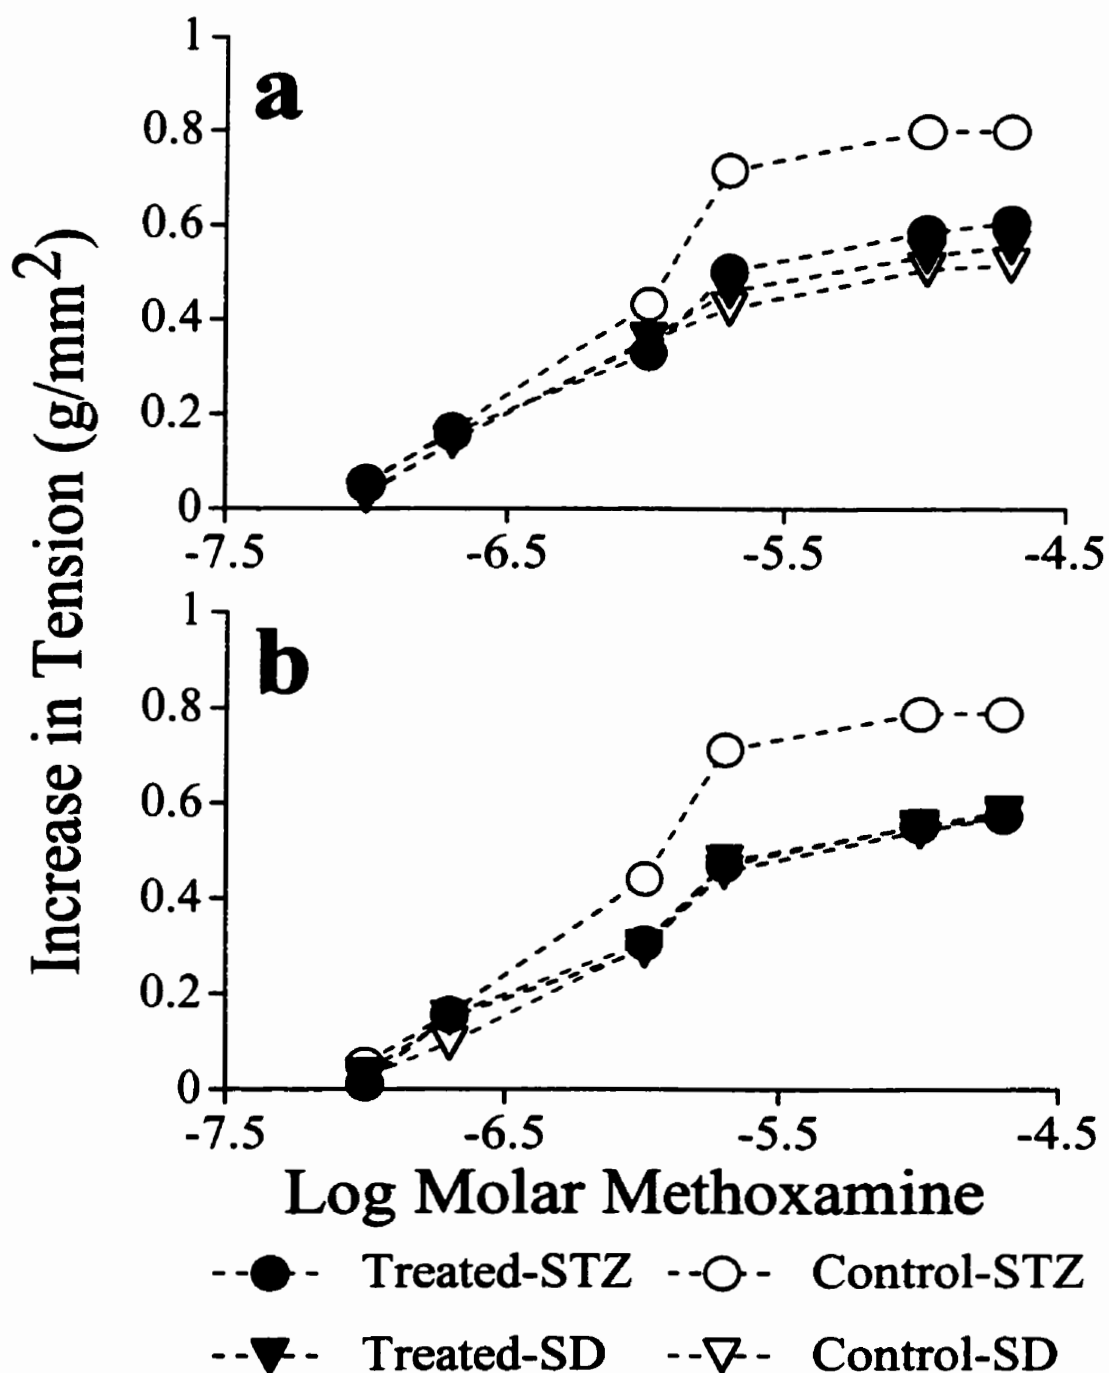 a
1
0.8
0.6
0.4
0.2
0
-7.5 -6.5 -5.5 -4.5
b
1
0.8
0.6
0.4
0.2
0
-7.5 -6.5 -5.5 -4.5
Increase in Tension (g/mm²)
Log Molar Methoxamine
Treated-STZ Control-STZ
Treated-SD Control-SD